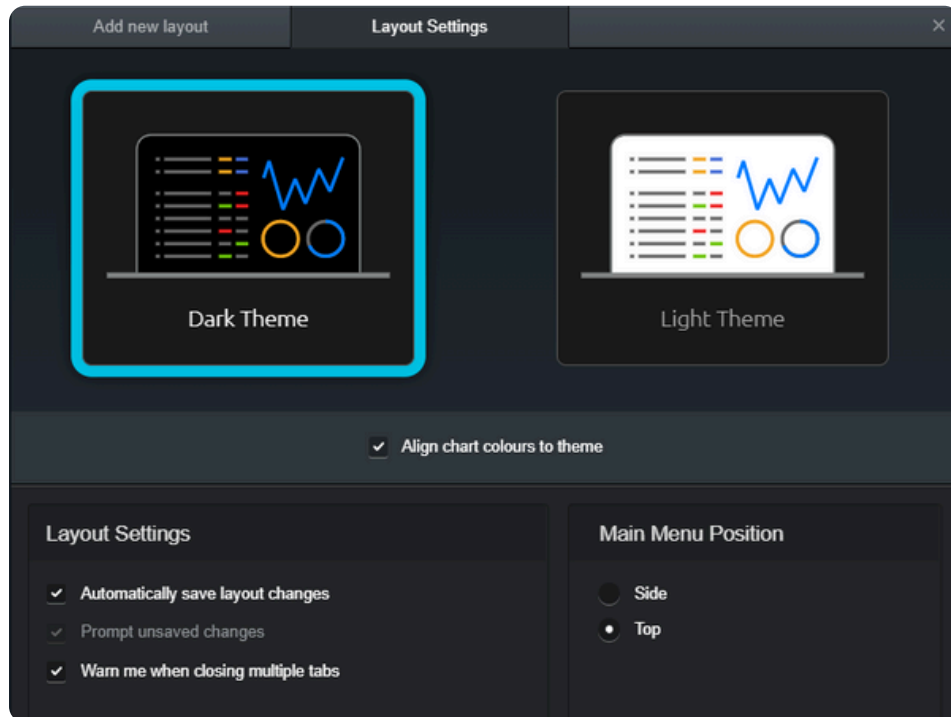 Add new layout
Layout Settings
×
Dark Theme
Light Theme
Align chart colours to theme
Layout Settings
Automatically save layout changes
Prompt unsaved changes
Warn me when closing multiple tabs
Main Menu Position
Side
Top